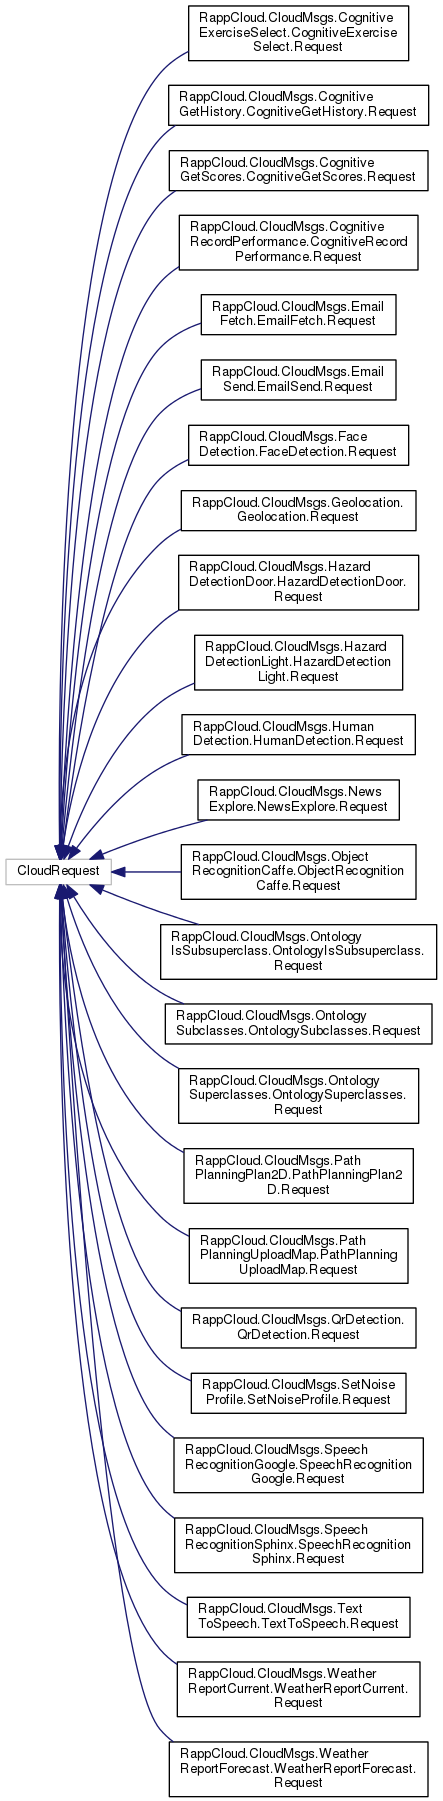 RappCloud.CloudMsgs.Cognitive
ExerciseSelect.CognitiveExercise
Select.Request
RappCloud.CloudMsgs.Cognitive
GetHistory.CognitiveGetHistory.Request
RappCloud.CloudMsgs.Cognitive
GetScores.CognitiveGetScores.Request
RappCloud.CloudMsgs.Cognitive
RecordPerformance.CognitiveRecord
Performance.Request
RappCloud.CloudMsgs.Email
Fetch.EmailFetch.Request
RappCloud.CloudMsgs.Email
Send.EmailSend.Request
RappCloud.CloudMsgs.Face
Detection.FaceDetection.Request
RappCloud.CloudMsgs.Geolocation.
Geolocation.Request
RappCloud.CloudMsgs.Hazard
DetectionDoor.HazardDetectionDoor.
Request
RappCloud.CloudMsgs.Hazard
DetectionLight.HazardDetection
Light.Request
RappCloud.CloudMsgs.Human
Detection.HumanDetection.Request
RappCloud.CloudMsgs.News
Explore.NewsExplore.Request
CloudRequest
RappCloud.CloudMsgs.Object
RecognitionCaffe.ObjectRecognition
Caffe.Request
RappCloud.CloudMsgs.Ontology
IsSubsuperclass.OntologyIsSubsuperclass.
Request
RappCloud.CloudMsgs.Ontology
Subclasses.OntologySubclasses.Request
RappCloud.CloudMsgs.Ontology
Superclasses.OntologySuperclasses.
Request
RappCloud.CloudMsgs.Path
PlanningPlan2D.PathPlanningPlan2
D.Request
RappCloud.CloudMsgs.Path
PlanningUploadMap.PathPlanning
UploadMap.Request
RappCloud.CloudMsgs.QrDetection.
QrDetection.Request
RappCloud.CloudMsgs.SetNoise
Profile.SetNoiseProfile.Request
RappCloud.CloudMsgs.Speech
RecognitionGoogle.SpeechRecognition
Google.Request
RappCloud.CloudMsgs.Speech
RecognitionSphinx.SpeechRecognition
Sphinx.Request
RappCloud.CloudMsgs.Text
ToSpeech.TextToSpeech.Request
RappCloud.CloudMsgs.Weather
ReportCurrent.WeatherReportCurrent.
Request
RappCloud.CloudMsgs.Weather
ReportForecast.WeatherReportForecast.
Request